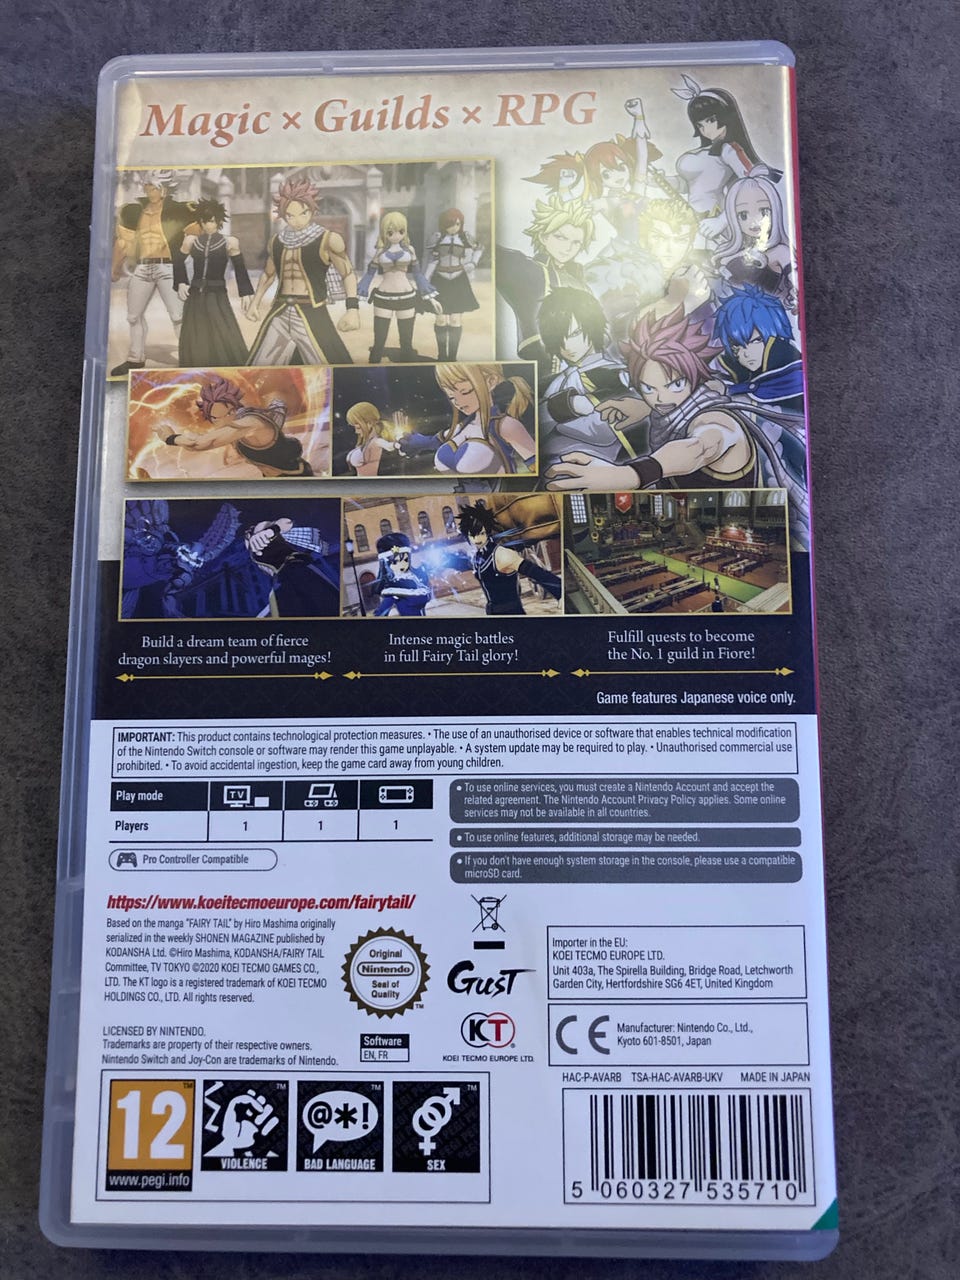 Magic × Guilds × RPG
Build a dream team of fierce
dragon slayers and powerful mages!
Intense magic battles
in full Fairy Tail glory!
Fulfill quests to become
the No. 1 guild in Fiore!
Game features Japanese voice only.
IMPORTANT: This product contains technological protection measures. • The use of an unauthorised device or software that enables technical modification
of the Nintendo Switch console or software may render this game unplayable. • A system update may be required to play. • Unauthorised commercial use
prohibited. • To avoid accidental ingestion, keep the game card away from young children.
Play mode
TV
Players
1
1
1
Pro Controller Compatible
• To use online services, you must create a Nintendo Account and accept the
related agreement. The Nintendo Account Privacy Policy applies. Some online
services may not be available in all countries.
• To use online features, additional storage may be needed.
• If you don't have enough system storage in the console, please use a compatible
microSD card.
https://www.koeitecmoeurope.com/fairytail/
Based on the manga "FAIRY TAIL" by Hiro Mashima originally
serialized in the weekly SHONEN MAGAZINE published by
KODANSHA Ltd. ©Hiro Mashima, KODANSHA/FAIRY TAIL
Committee, TV TOKYO ©2020 KOEI TECMO GAMES CO.,
LTD. The KT logo is a registered trademark of KOEI TECMO
HOLDINGS CO., LTD. All rights reserved.
LICENSED BY NINTENDO.
Trademarks are property of their respective owners.
Nintendo Switch and Joy-Con are trademarks of Nintendo.
Original
Nintendo
Seal of
Quality
TM
Software
EN, FR
GUST
KT
KOEI TECMO EUROPE LTD.
Importer in the EU:
KOEI TECMO EUROPE LTD.
Unit 403a, The Spirella Building, Bridge Road, Letchworth
Garden City, Hertfordshire SG6 4ET, United Kingdom
CE
Manufacturer: Nintendo Co., Ltd.,
Kyoto 601-8501, Japan
HAC-P-AVARB TSA-HAC-AVARB-UKV MADE IN JAPAN
12
TM
www.pegi.info
TM
VIOLENCE
@*!
TM
BAD LANGUAGE
TM
SEX
5 060327 535710